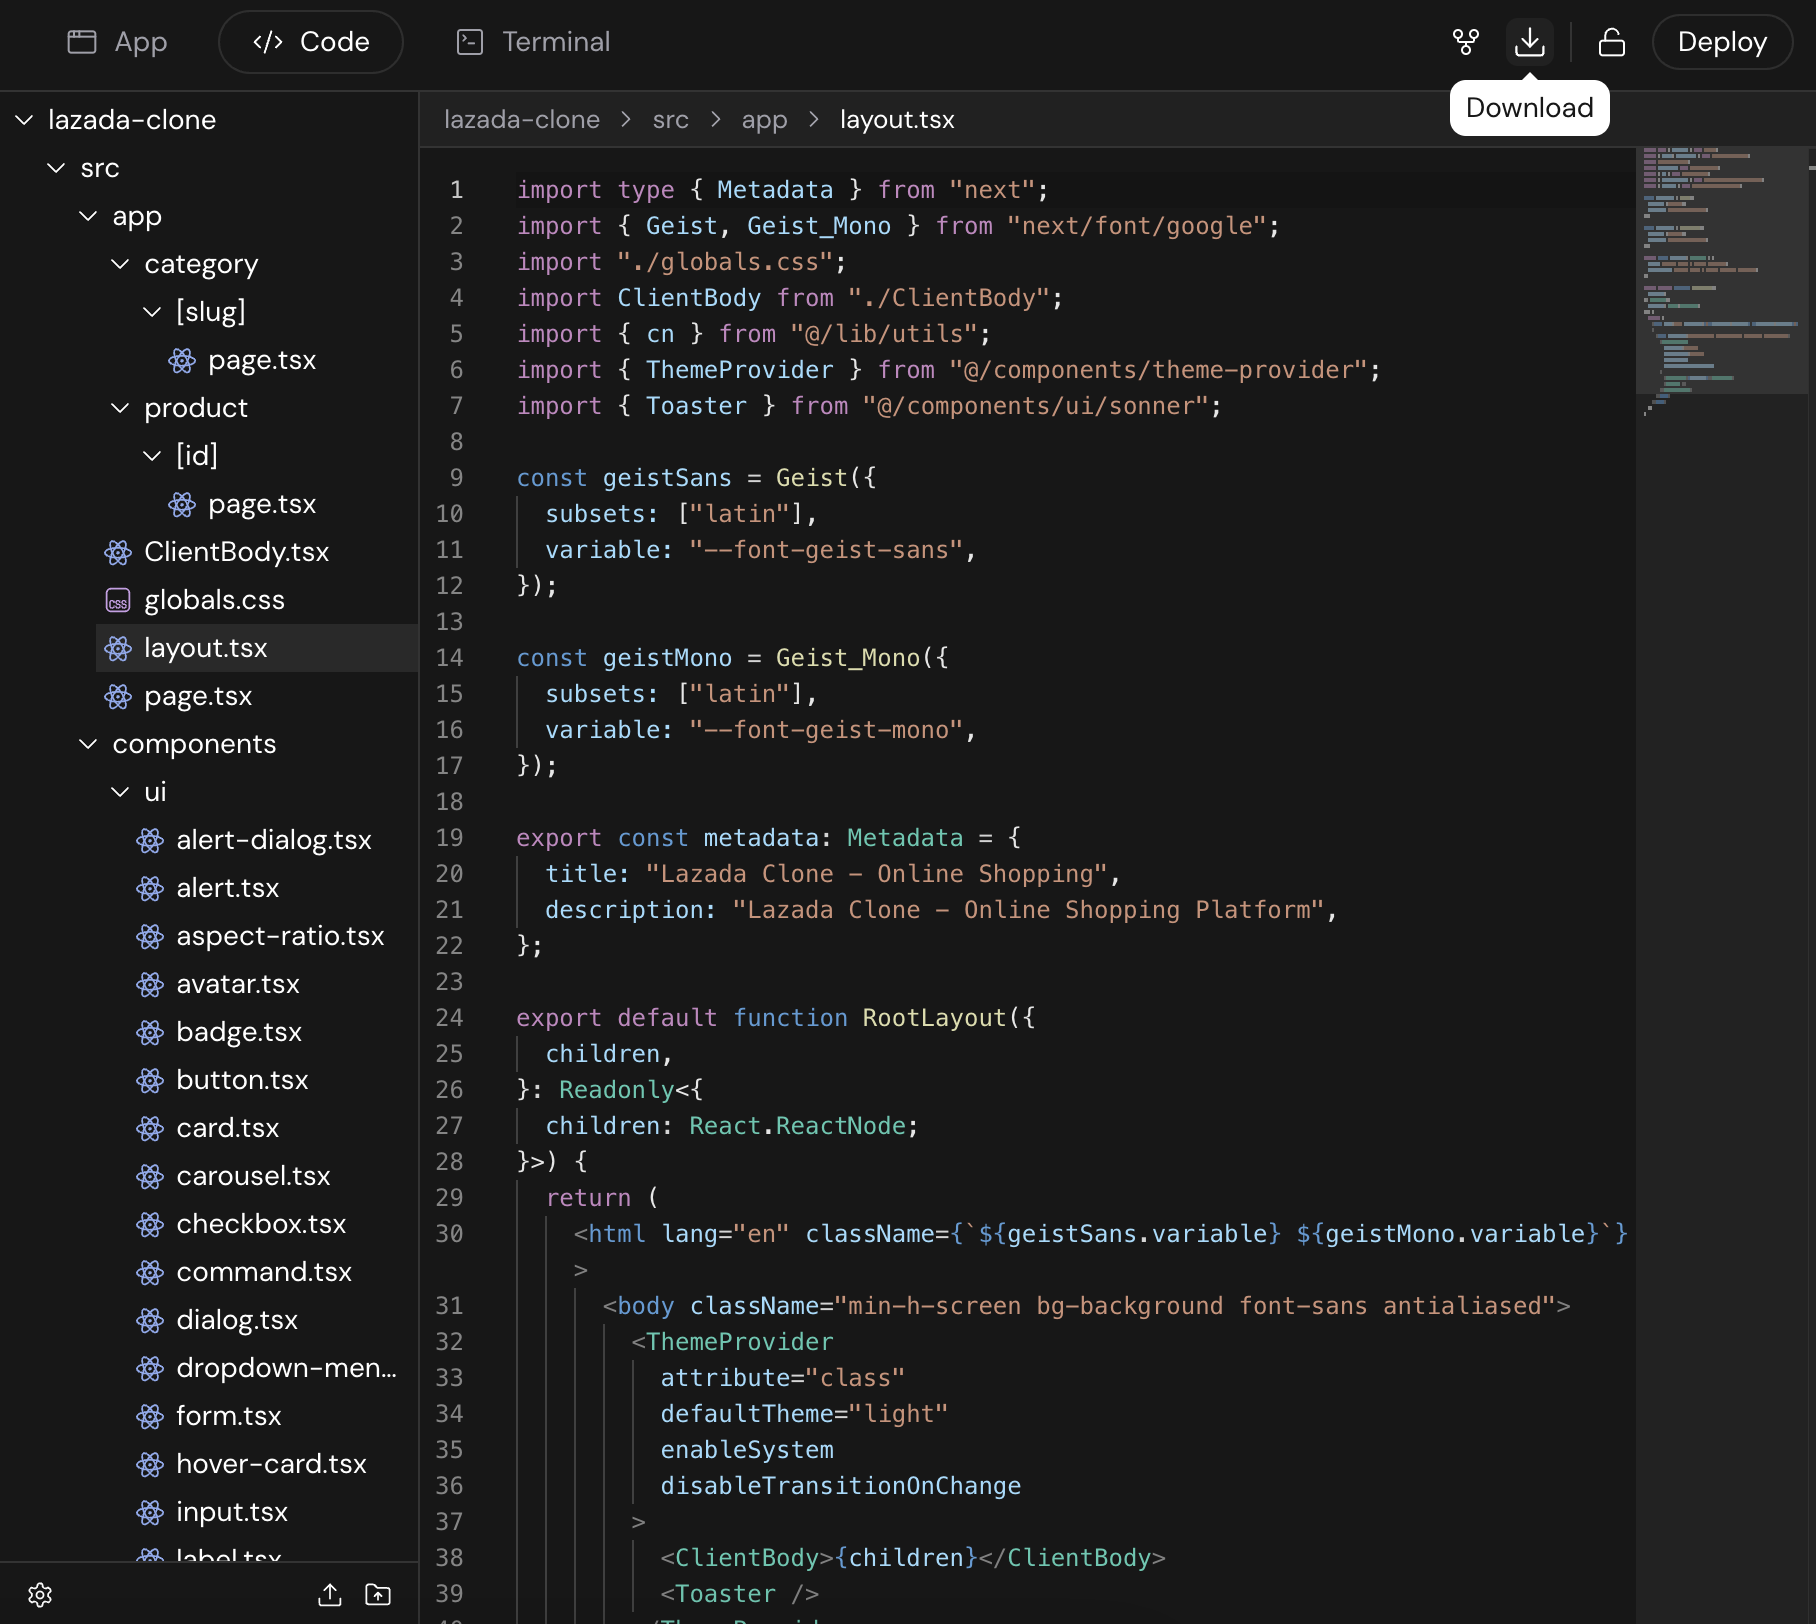 App
Code
Terminal
Deploy
Download
lazada-clone
src
app
category
[slug]
page.tsx
product
[id]
page.tsx
ClientBody.tsx
CSS
globals.css
layout.tsx
page.tsx
components
ui
alert-dialog.tsx
alert.tsx
aspect-ratio.tsx
avatar.tsx
badge.tsx
button.tsx
card.tsx
carousel.tsx
checkbox.tsx
command.tsx
dialog.tsx
dropdown-men...
form.tsx
hover-card.tsx
input.tsx
label.tsx
lazada-clone > src > app > layout.tsx
1 import type { Metadata } from "next";
2 import { Geist, Geist_Mono } from "next/font/google";
3 import "./globals.css";
4 import ClientBody from "./ClientBody";
5 import { cn } from "@/lib/utils";
6 import { ThemeProvider } from "@/components/theme-provider";
7 import { Toaster } from "@/components/ui/sonner";
8
9 const geistSans = Geist({
10 subsets: ["latin"],
11 variable: "--font-geist-sans",
12 });
13
14 const geistMono = Geist_Mono({
15 subsets: ["latin"],
16 variable: "--font-geist-mono",
17 });
18
19 export const metadata: Metadata = {
20 title: "Lazada Clone - Online Shopping",
21 description: "Lazada Clone - Online Shopping Platform",
22 };
23
24 export default function RootLayout({
25 children,
26 }: Readonly<{
27 children: React.ReactNode;
28 }>) {
29 return (
30 <html lang="en" className={`${geistSans.variable} ${geistMono.variable}`}
>
31 <body className="min-h-screen bg-background font-sans antialiased">
32 <ThemeProvider
33 attribute="class"
34 defaultTheme="light"
35 enableSystem
36 disableTransitionOnChange
37 >
38 <ClientBody>{children}</ClientBody>
39 <Toaster />